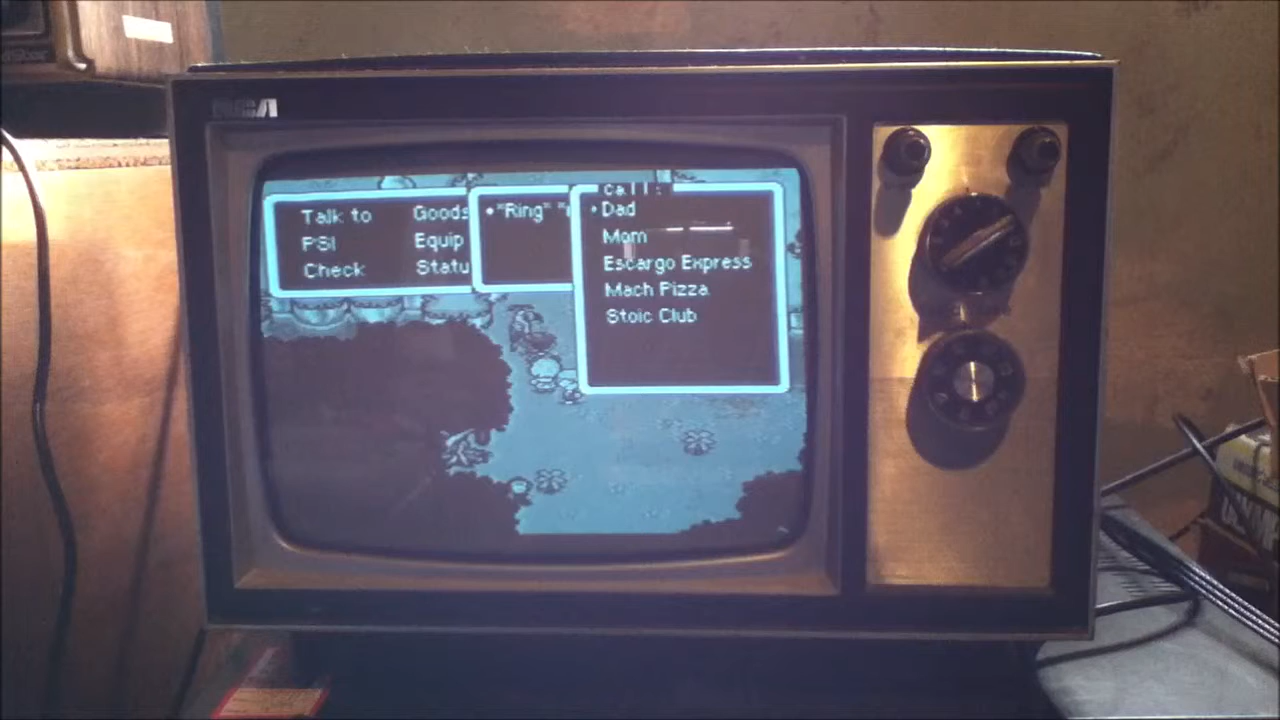 RCA
Call:
Talk to Goods
PSI Equip
Check Statu
•"Ring" "r
Dad
Mom
Escargo Express
Mach Pizza
Stoic Club